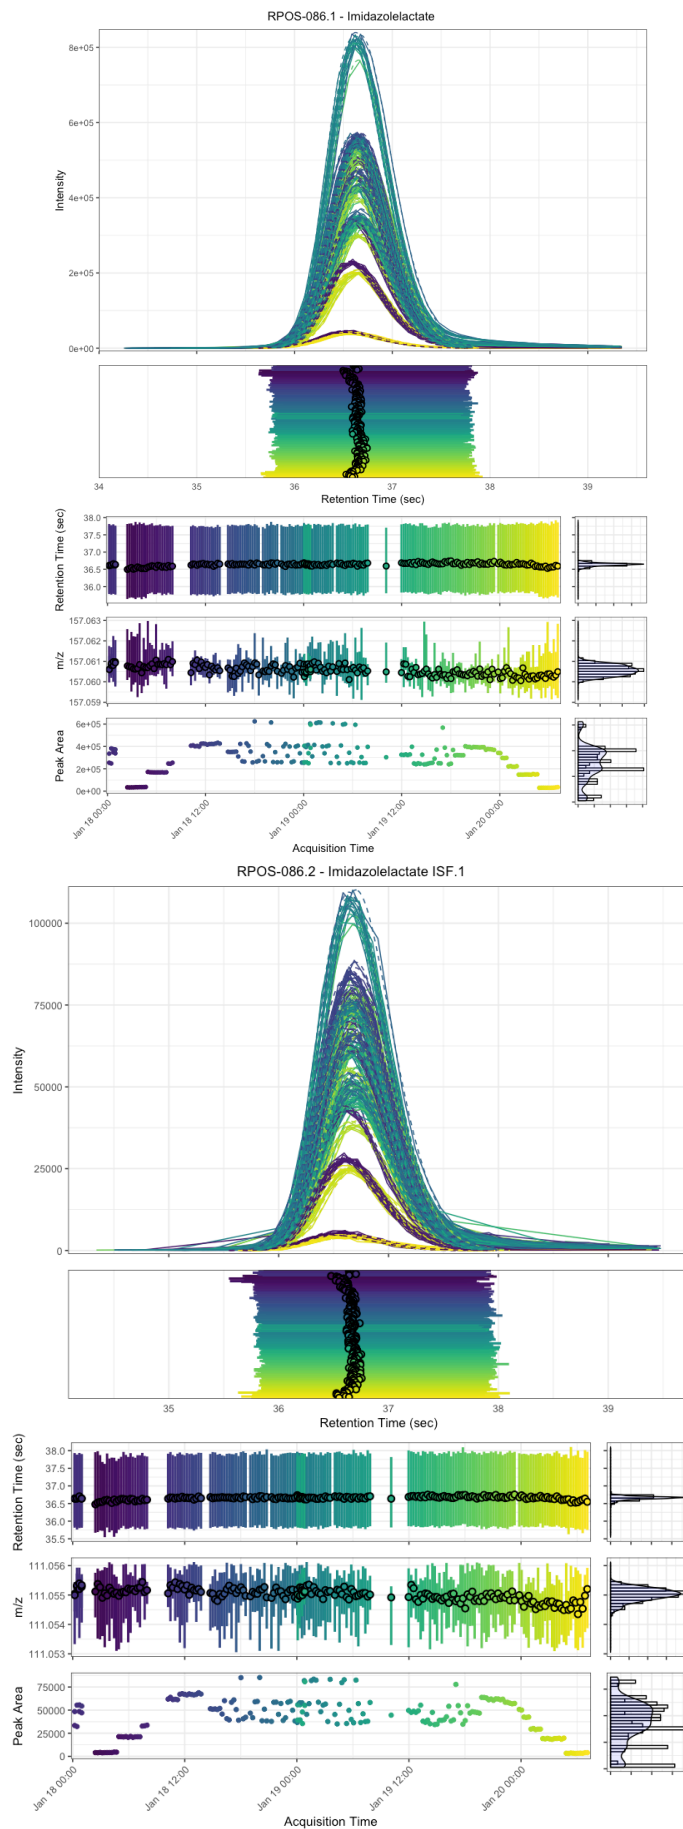 RPOS-086.1 - Imidazolelactate
8e+05
6e+05
4e+05
2e+05
0e+00
Intensity
34 35 36 37 38 39
Retention Time (sec)
38.0
37.5
37.0
36.5
36.0
Retention Time (sec)
157.063
157.062
157.061
157.060
157.059
m/z
6e+05
4e+05
2e+05
0e+00
Peak Area
Jan 18 00:00 Jan 18 12:00 Jan 19 00:00 Jan 19 12:00 Jan 20 00:00
Acquisition Time
RPOS-086.2 - Imidazolelactate ISF.1
100000
75000
50000
25000
0
Intensity
35 36 37 38 39
Retention Time (sec)
38.0
37.5
37.0
36.5
36.0
35.5
Retention Time (sec)
111.056
111.055
111.054
111.053
m/z
75000
50000
25000
0
Peak Area
Jan 18 00:00 Jan 18 12:00 Jan 19 00:00 Jan 19 12:00 Jan 20 00:00
Acquisition Time